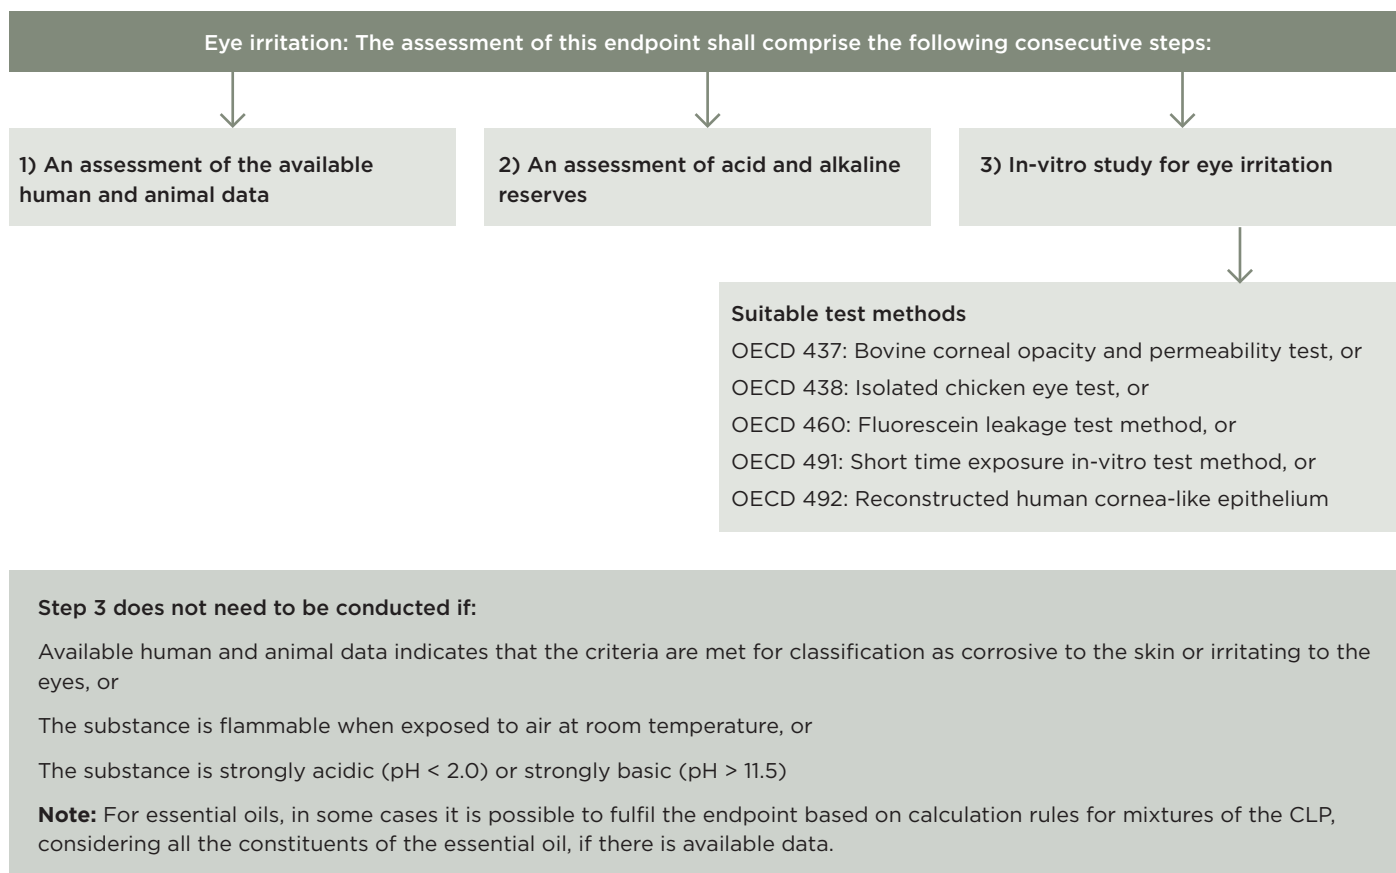 Eye irritation: The assessment of this endpoint shall comprise the following consecutive steps:
1) An assessment of the available
human and animal data
2) An assessment of acid and alkaline
reserves
3) In-vitro study for eye irritation
Suitable test methods
OECD 437: Bovine corneal opacity and permeability test, or
OECD 438: Isolated chicken eye test, or
OECD 460: Fluorescein leakage test method, or
OECD 491: Short time exposure in-vitro test method, or
OECD 492: Reconstructed human cornea-like epithelium
Step 3 does not need to be conducted if:
Available human and animal data indicates that the criteria are met for classification as corrosive to the skin or irritating to the
eyes, or
The substance is flammable when exposed to air at room temperature, or
The substance is strongly acidic (pH < 2.0) or strongly basic (pH > 11.5)
Note: For essential oils, in some cases it is possible to fulfil the endpoint based on calculation rules for mixtures of the CLP,
considering all the constituents of the essential oil, if there is available data.